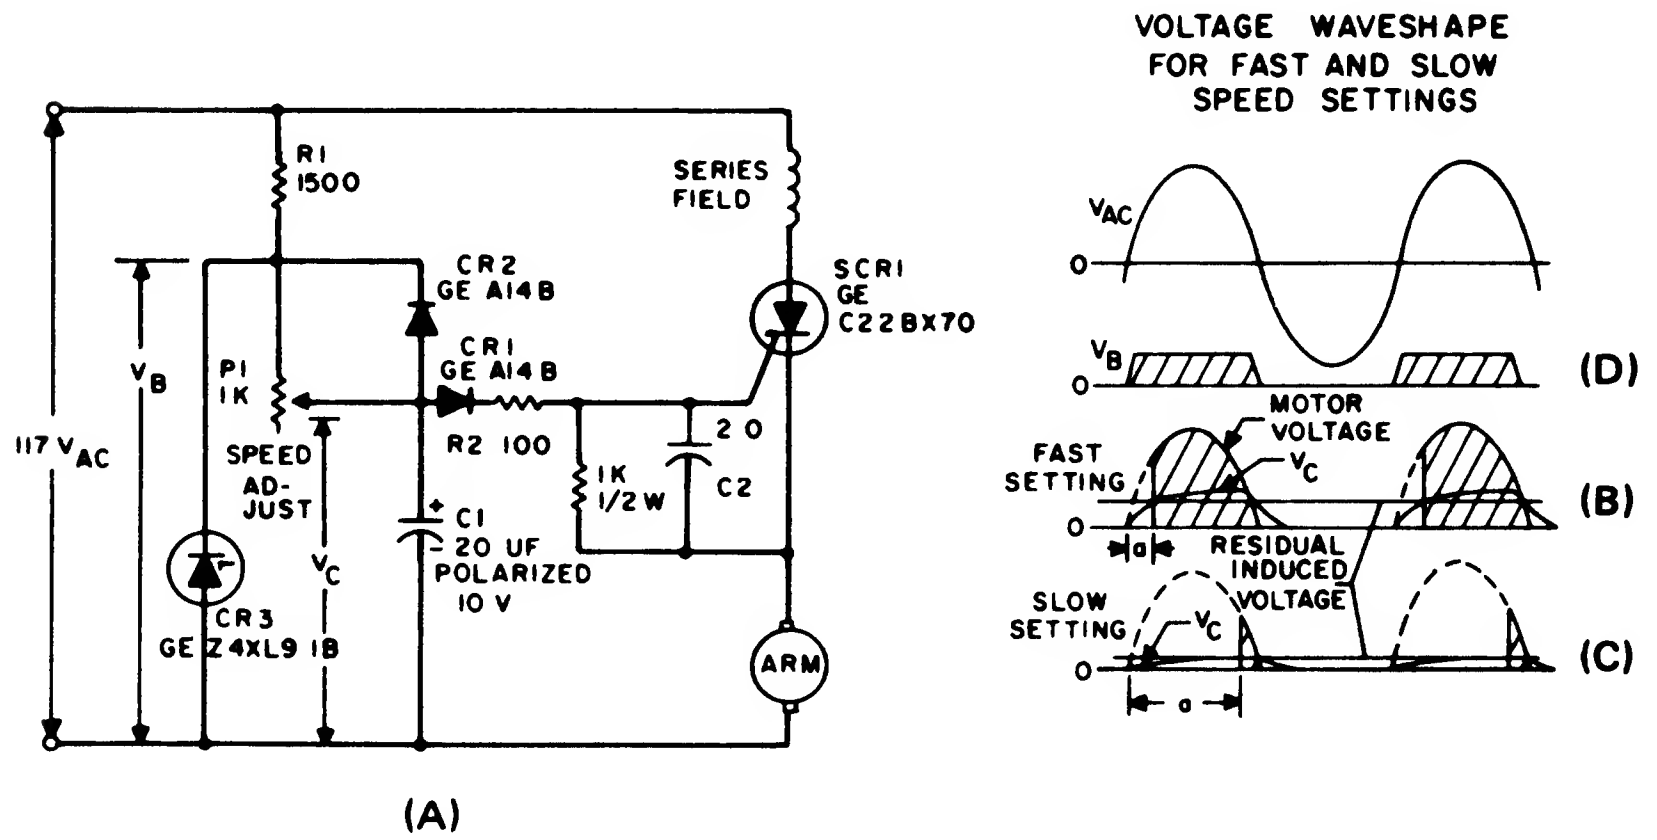 R1
1500
SERIES
FIELD
CR2
GE A14B
SCR1
GE
C22BX70
VB
P1
1K
CR1
GE A14B
117 VAC
SPEED
AD-
JUST
R2 100
20
C2
1K
1/2W
+
C1
- 20 UF
POLARIZED
10 V
VC
CR3
GE Z4XL9 1B
ARM
(A)
VOLTAGE WAVESHAPE
FOR FAST AND SLOW
SPEED SETTINGS
VAC
0
VB
0
(D)
MOTOR
VOLTAGE
FAST
SETTING
VC
0
(B)
a
RESIDUAL
INDUCED
VOLTAGE
SLOW
SETTING
VC
0
(C)
a